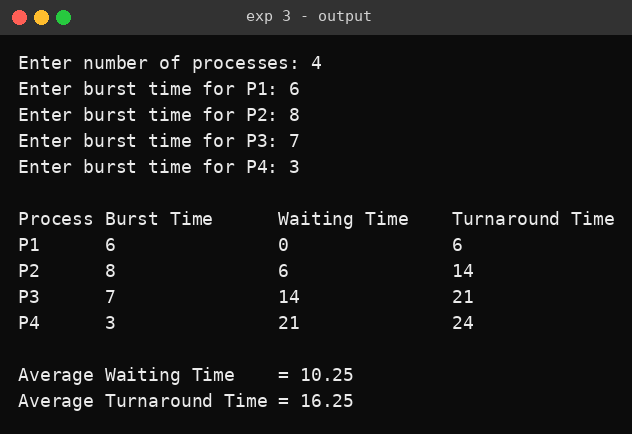 exp 3 - output
Enter number of processes: 4
Enter burst time for P1: 6
Enter burst time for P2: 8
Enter burst time for P3: 7
Enter burst time for P4: 3

Process Burst Time      Waiting Time    Turnaround Time
P1      6               0               6
P2      8               6               14
P3      7               14              21
P4      3               21              24

Average Waiting Time    = 10.25
Average Turnaround Time = 16.25